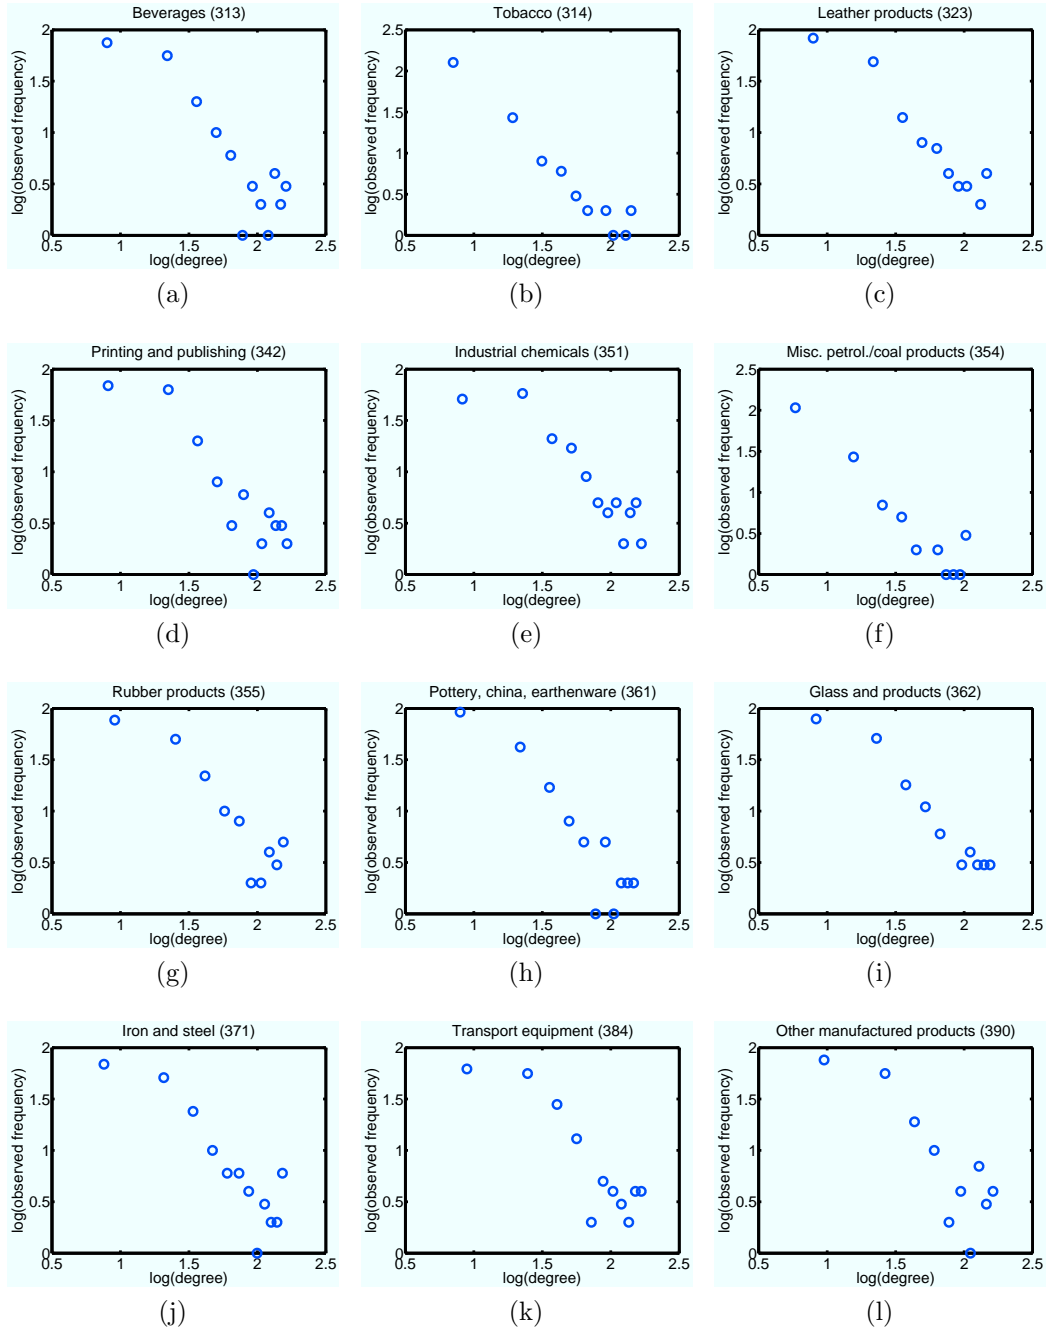 Beverages (313)
2
1.5
1
0.5
0
0.5 1 1.5 2 2.5
log(observed frequency)
log(degree)
(a)
Tobacco (314)
2.5
2
1.5
1
0.5
0
0.5 1 1.5 2 2.5
log(observed frequency)
log(degree)
(b)
Leather products (323)
2
1.5
1
0.5
0
0.5 1 1.5 2 2.5
log(observed frequency)
log(degree)
(c)
Printing and publishing (342)
2
1.5
1
0.5
0
0.5 1 1.5 2 2.5
log(observed frequency)
log(degree)
(d)
Industrial chemicals (351)
2
1.5
1
0.5
0
0.5 1 1.5 2 2.5
log(observed frequency)
log(degree)
(e)
Misc. petrol./coal products (354)
2.5
2
1.5
1
0.5
0
0.5 1 1.5 2 2.5
log(observed frequency)
log(degree)
(f)
Rubber products (355)
2
1.5
1
0.5
0
0.5 1 1.5 2 2.5
log(observed frequency)
log(degree)
(g)
Pottery, china, earthenware (361)
2
1.5
1
0.5
0
0.5 1 1.5 2 2.5
log(observed frequency)
log(degree)
(h)
Glass and products (362)
2
1.5
1
0.5
0
0.5 1 1.5 2 2.5
log(observed frequency)
log(degree)
(i)
Iron and steel (371)
2
1.5
1
0.5
0
0.5 1 1.5 2 2.5
log(observed frequency)
log(degree)
(j)
Transport equipment (384)
2
1.5
1
0.5
0
0.5 1 1.5 2 2.5
log(observed frequency)
log(degree)
(k)
Other manufactured products (390)
2
1.5
1
0.5
0
0.5 1 1.5 2 2.5
log(observed frequency)
log(degree)
(l)